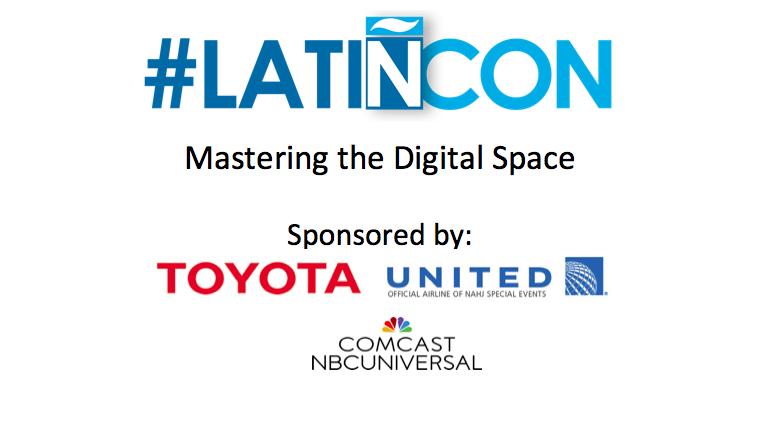 #LATIÑCON
Mastering the Digital Space
Sponsored by:
TOYOTA
UNITED
OFFICIAL AIRLINE OF NAHJ SPECIAL EVENTS
COMCAST
NBCUNIVERSAL